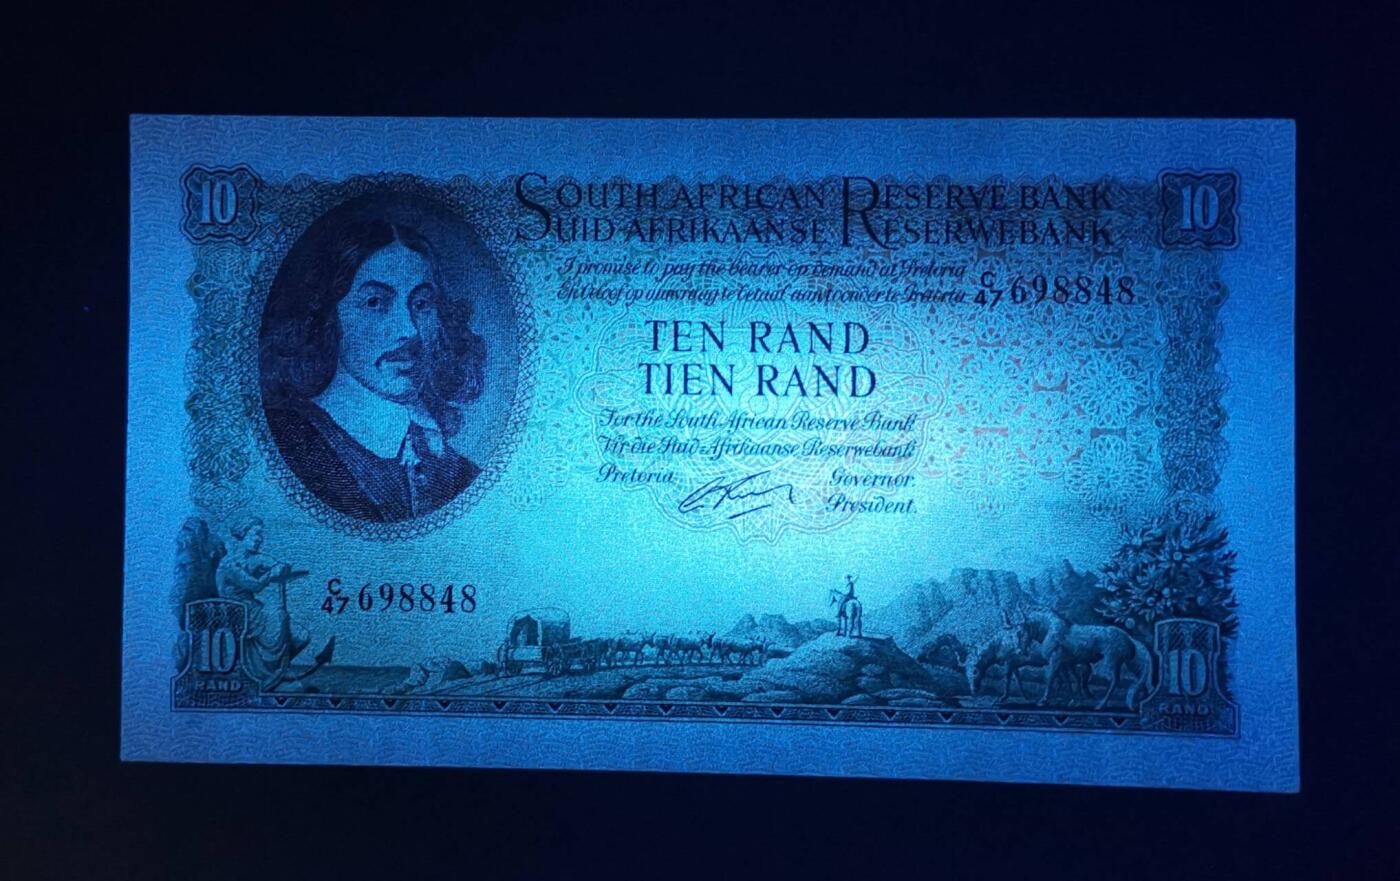 10
10
SOUTH AFRICAN RESERVE BANK
SUID-AFRIKAANSE RESERWEBANK
I promise to pay the bearer on demand at Pretoria
Ek beloof op aanvraag te betaal aan toonder te Pretoria
C/47 698848
TEN RAND
TIEN RAND
For the South African Reserve Bank
Vir die Suid-Afrikaanse Reserwebank
Pretoria Governor.
President.
C/47 698848
10
RAND
10
RAND